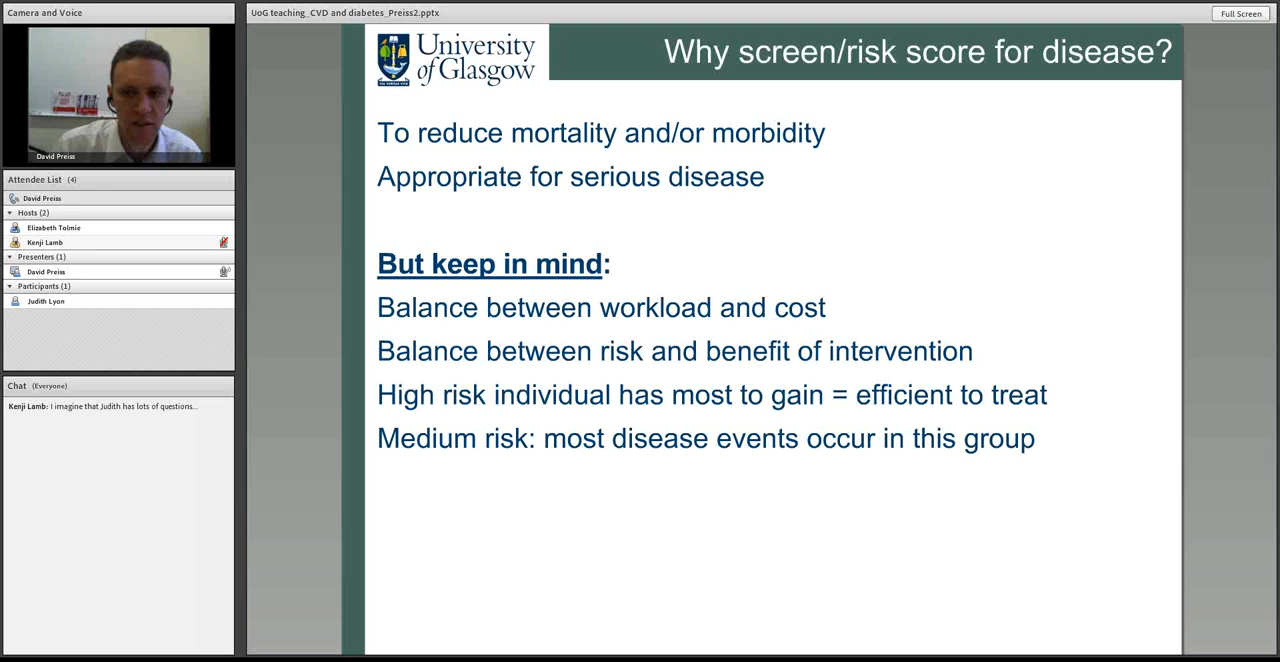 Camera and Voice
David Preiss
Attendee List (4)
David Preiss
Hosts (2)
Elizabeth Tolmie
Kenji Lamb
Presenters (1)
David Preiss
Participants (1)
Judith Lyon
Chat (Everyone)
Kenji Lamb: I imagine that Judith has lots of questions...
UoG teaching_CVD and diabetes_Preiss2.pptx
Full Screen
University
of Glasgow
Why screen/risk score for disease?
To reduce mortality and/or morbidity
Appropriate for serious disease
But keep in mind:
Balance between workload and cost
Balance between risk and benefit of intervention
High risk individual has most to gain = efficient to treat
Medium risk: most disease events occur in this group